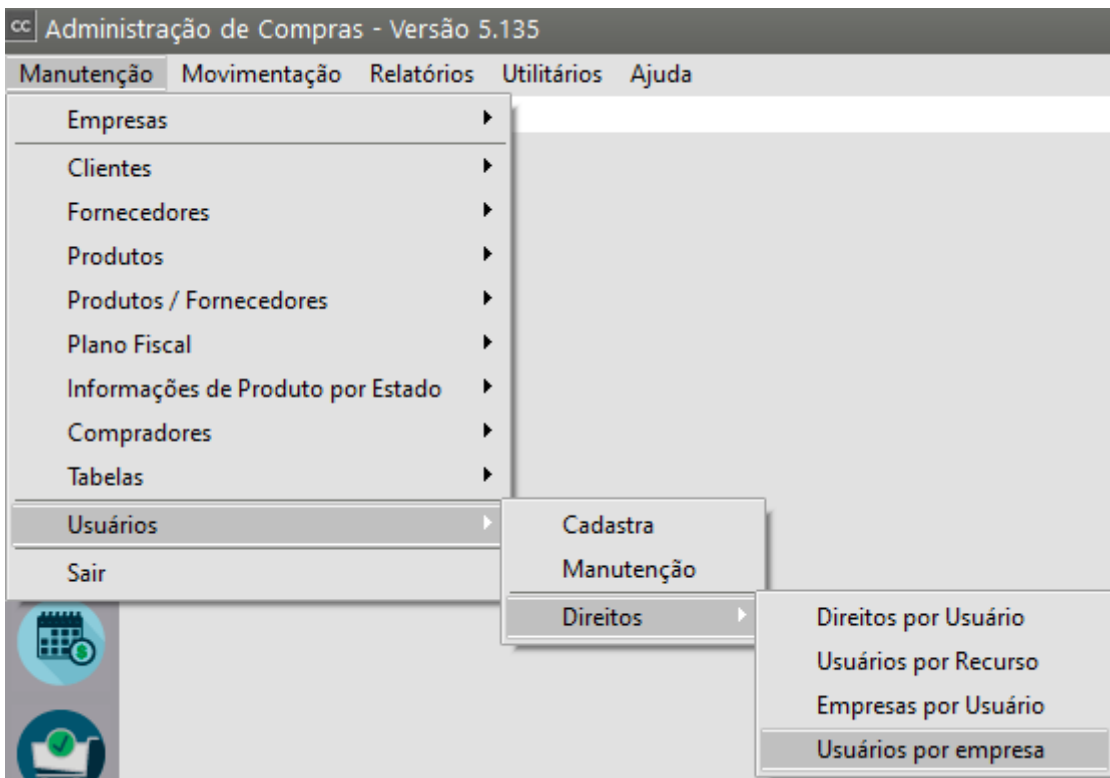 cc Administração de Compras - Versão 5.135
Manutenção Movimentação Relatórios Utilitários Ajuda
Empresas
Clientes
Fornecedores
Produtos
Produtos / Fornecedores
Plano Fiscal
Informações de Produto por Estado
Compradores
Tabelas
Usuários
Sair
Cadastra
Manutenção
Direitos
Direitos por Usuário
Usuários por Recurso
Empresas por Usuário
Usuários por empresa
$